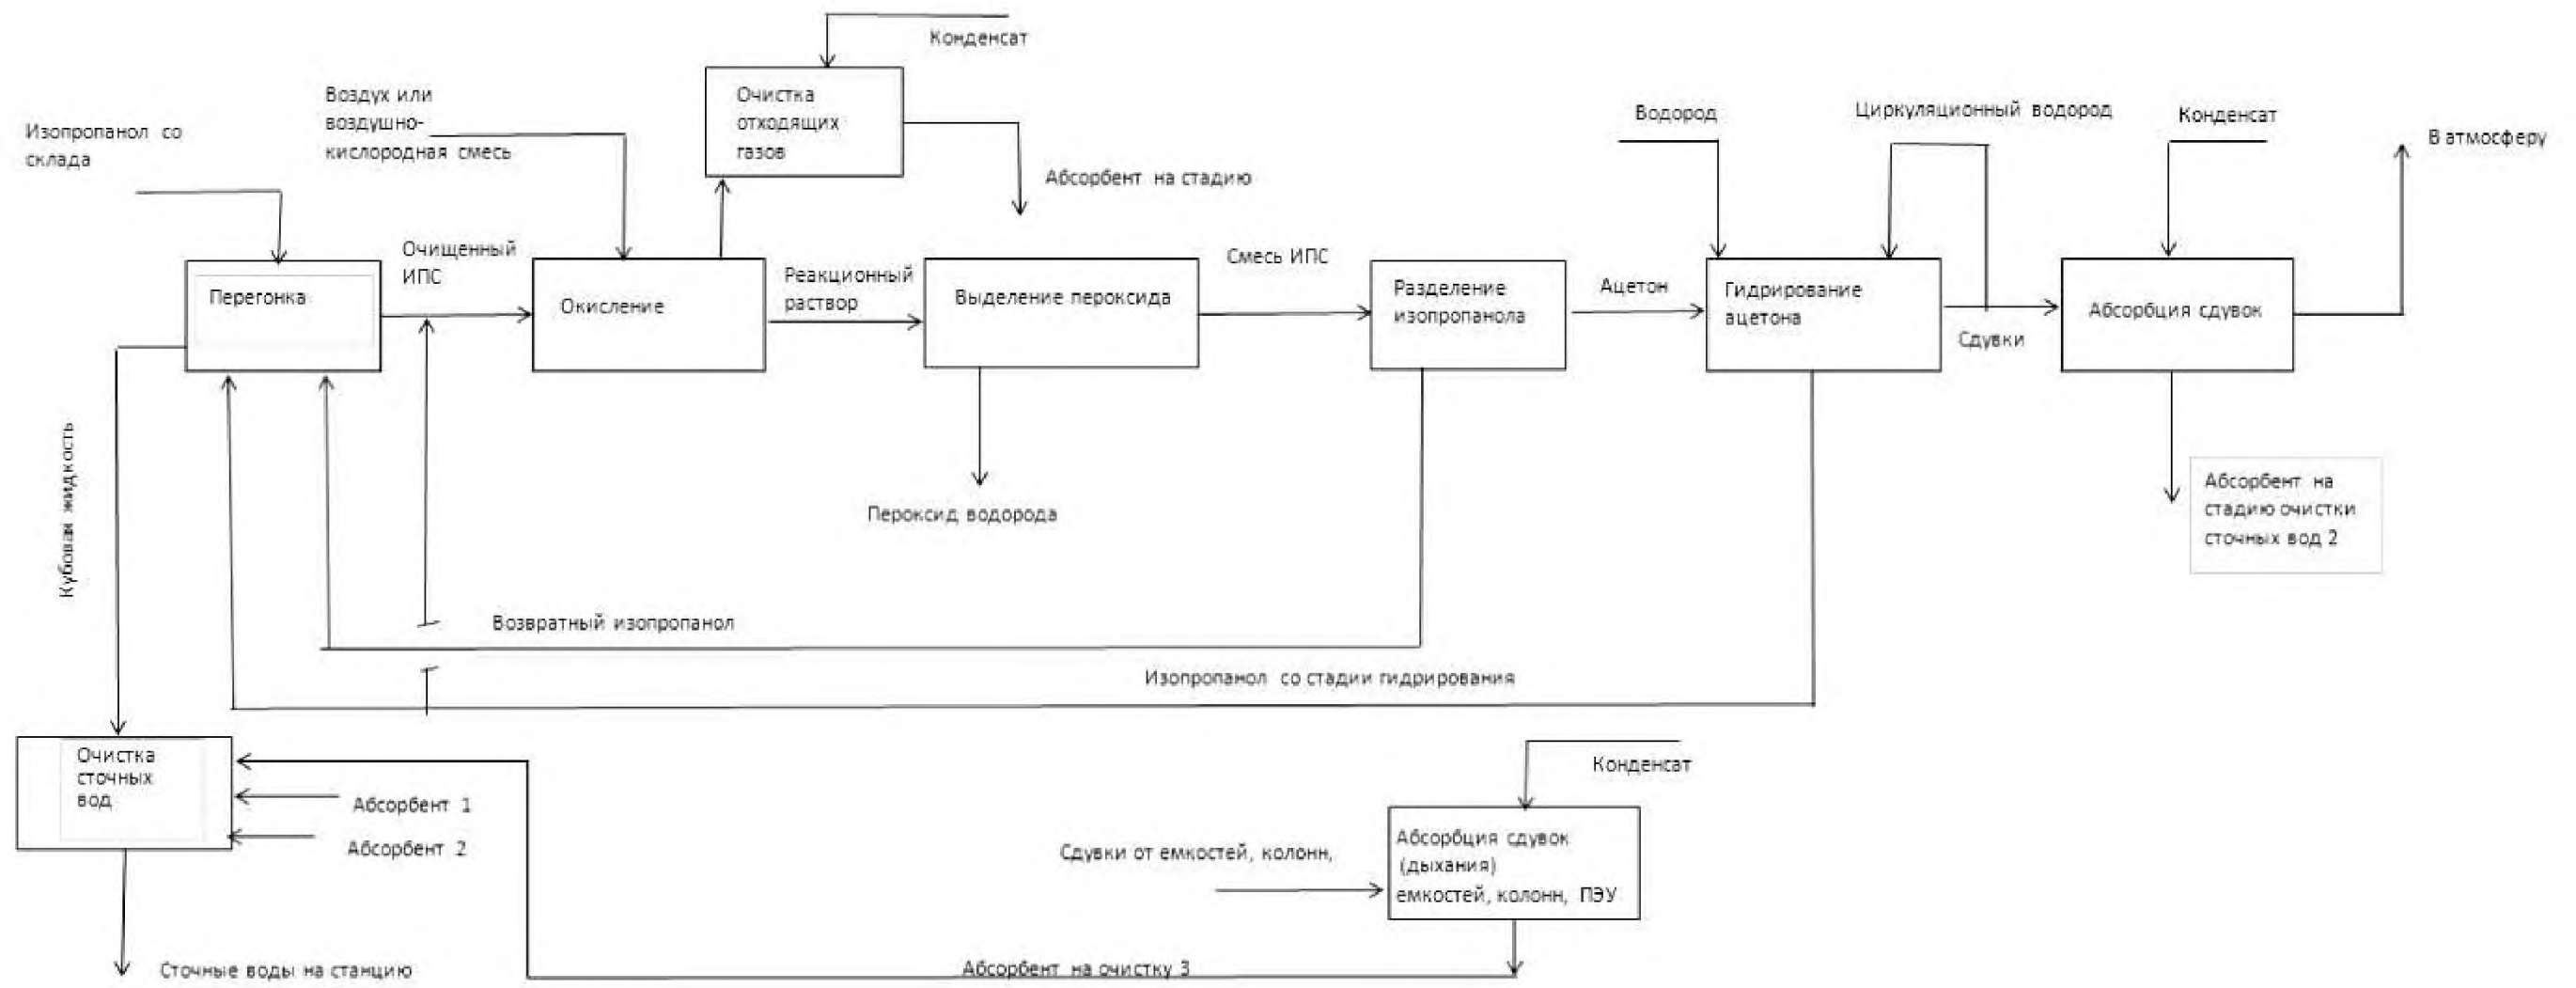 Конденсат
Воздух или
воздушно-
кислородная смесь
Очистка
отходящих
газов
Изопропанол со
склада
Абсорбент на стадию
Водород
Циркуляционный водород
Конденсат
В атмосферу
Перегонка
Очищенный
ИПС
Окисление
Реакционный
раствор
Выделение пероксида
Смесь ИПС
Разделение
изопропанола
Ацетон
Гидрирование
ацетона
Сдувки
Абсорбция сдувок
Кубовая жидкость
Пероксид водорода
Абсорбент на
стадию очистки
сточных вод 2
Возвратный изопропанол
Изопропанол со стадии гидрирования
Очистка
сточных
вод
Абсорбент 1
Абсорбент 2
Конденсат
Сдувки от емкостей, колонн,
Абсорбция сдувок
(дыхания)
емкостей, колонн, ПЭУ
Сточные воды на станцию
Абсорбент на очистку 3